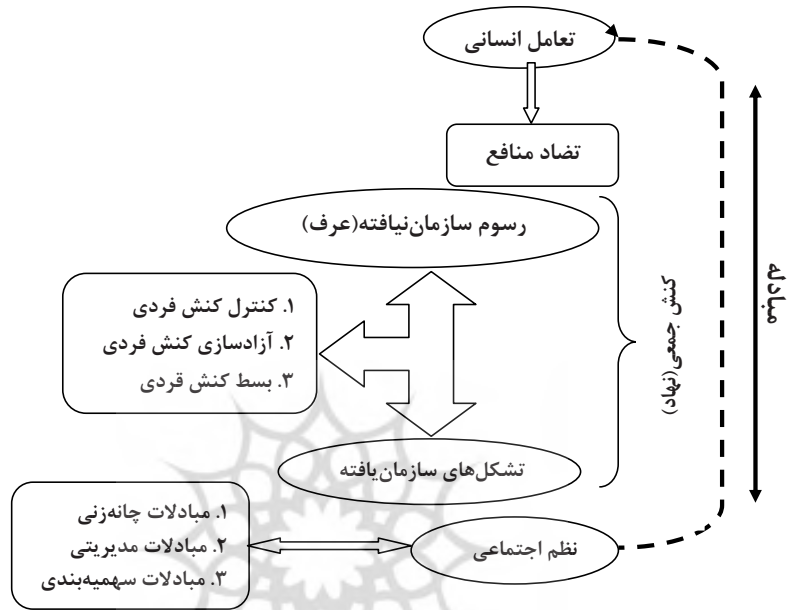 تعامل انسانی
تضاد منافع
رسوم سازمان‌نیافته(عرف)
۱. کنترل کنش فردی
۲. آزادسازی کنش فردی
۳. بسط کنش قردی
تشکل‌های سازمان‌یافته
کنش جمعی(نهاد)
مبادله
۱. مبادلات چانه‌زنی
۲. مبادلات مدیریتی
۳. مبادلات سهمیه‌بندی
نظم اجتماعی